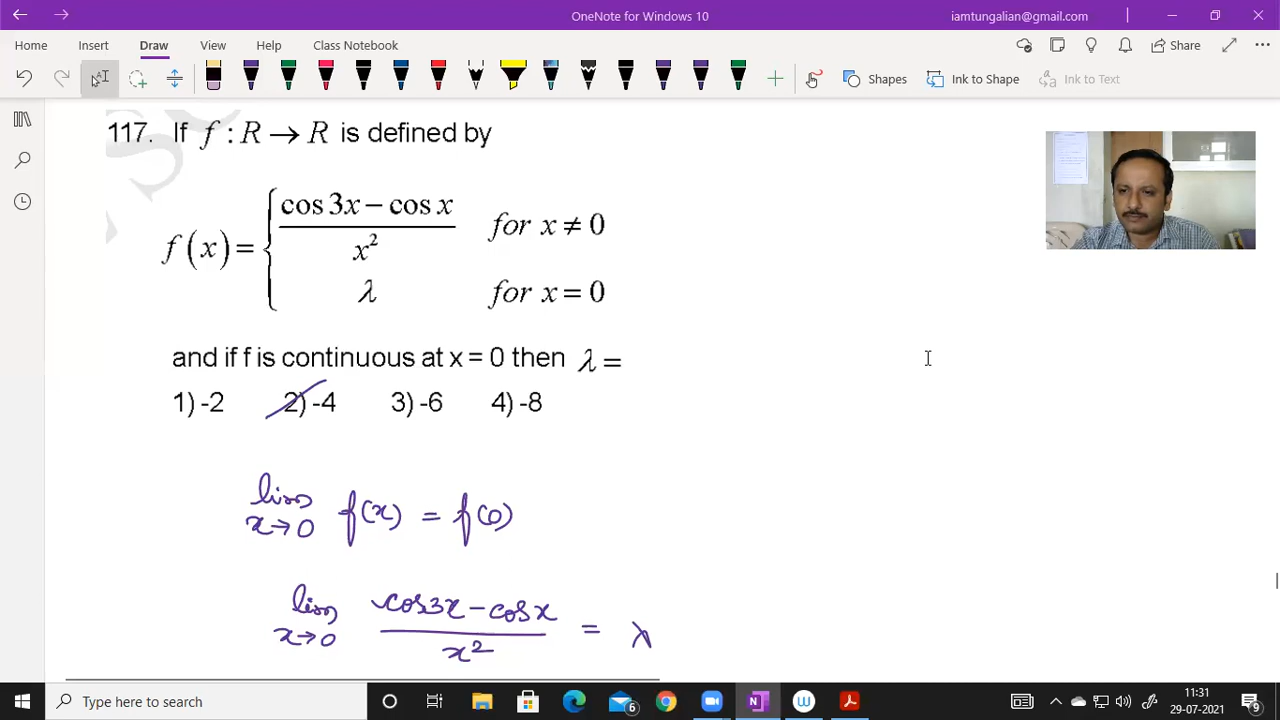 OneNote for Windows 10
iamtungalian@gmail.com
Home Insert Draw View Help Class Notebook Share
Shapes Ink to Shape Ink to Text
117. If f : R → R is defined by
f(x) = { (cos 3x − cos x)/x² for x ≠ 0
λ for x = 0
and if f is continuous at x = 0 then λ =
1) -2 2) -4 3) -6 4) -8
lim x→0 f(x) = f(0)
lim x→0 (cos3x − cosx)/x² = λ
Type here to search
6
W
11:31
29-07-2021
9